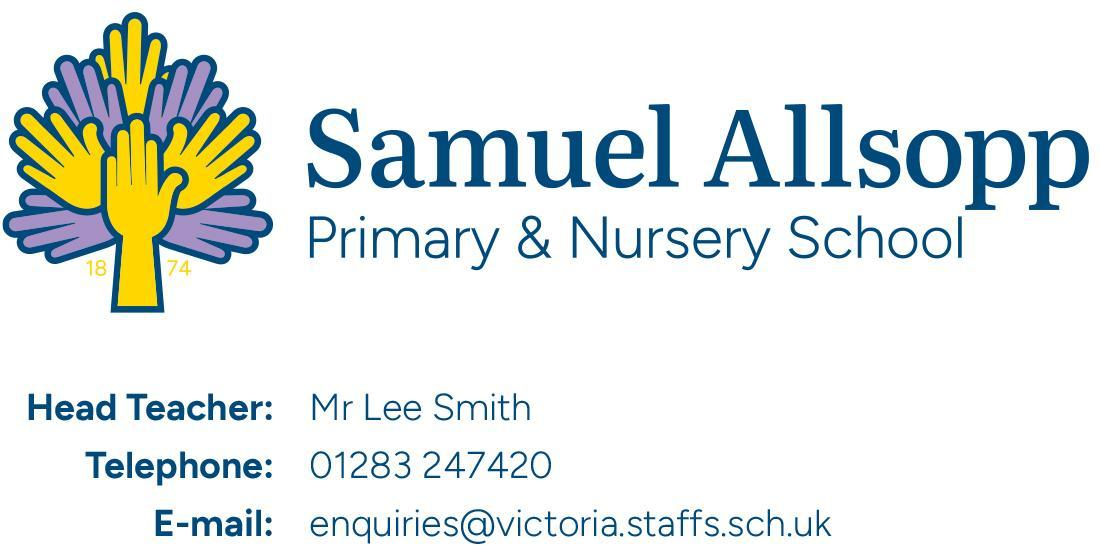 Samuel Allsopp
Primary & Nursery School
18 74
Head Teacher: Mr Lee Smith
Telephone: 01283 247420
E-mail: enquiries@victoria.staffs.sch.uk